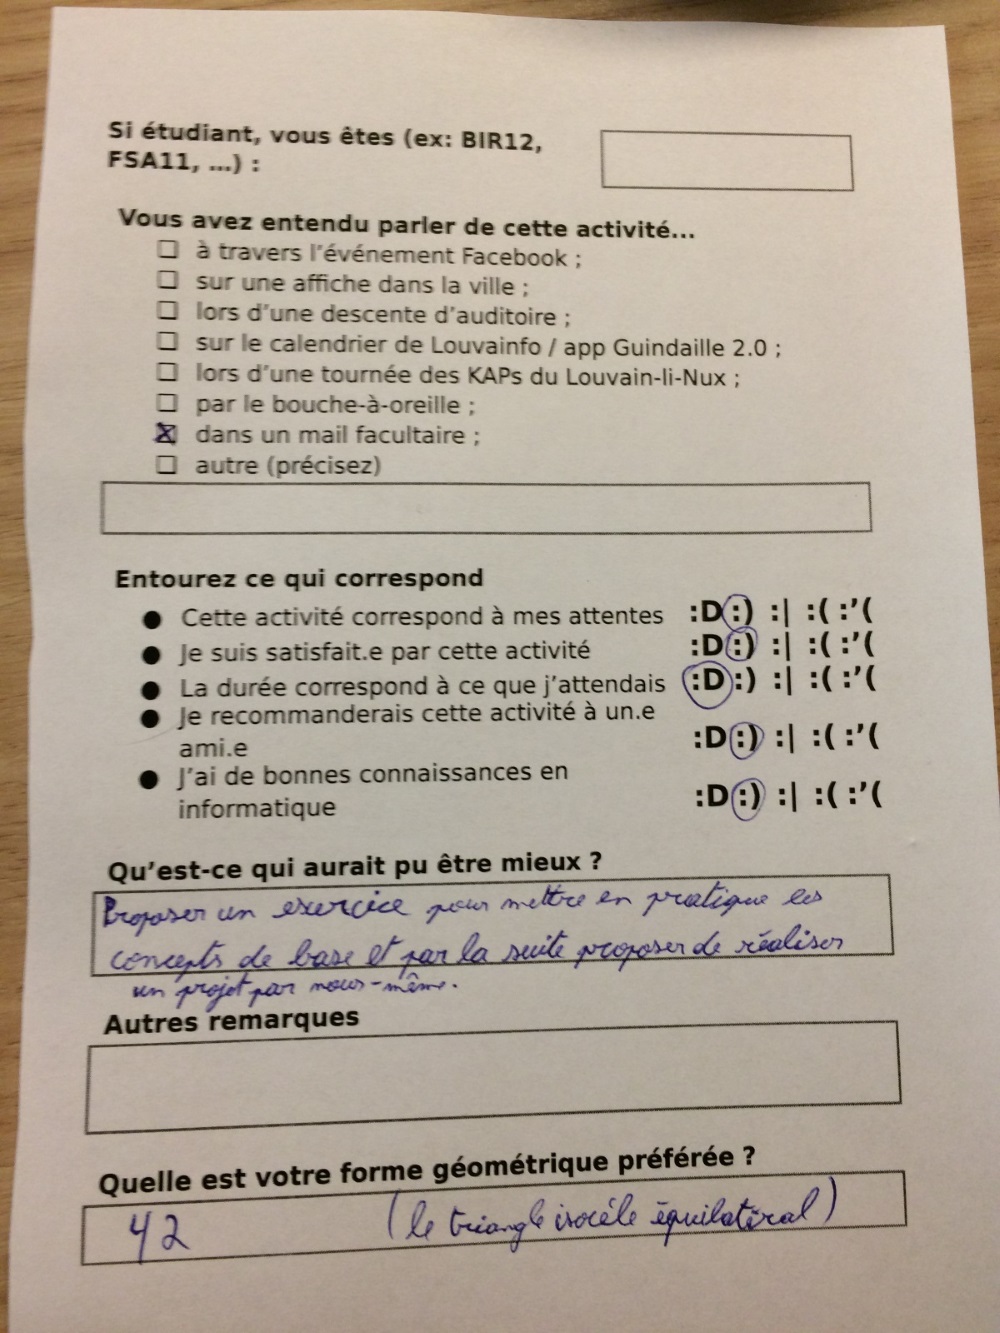 Si étudiant, vous êtes (ex: BIR12,
FSA11, ...) :
Vous avez entendu parler de cette activité...
❏ à travers l'événement Facebook ;
❏ sur une affiche dans la ville ;
❏ lors d'une descente d'auditoire ;
❏ sur le calendrier de Louvainfo / app Guindaille 2.0 ;
❏ lors d'une tournée des KAPs du Louvain-li-Nux ;
❏ par le bouche-à-oreille ;
☒ dans un mail facultaire ;
❏ autre (précisez)
Entourez ce qui correspond
● Cette activité correspond à mes attentes :D :) :| :( :'(
● Je suis satisfait.e par cette activité :D :) :| :( :'(
● La durée correspond à ce que j'attendais :D :) :| :( :'(
● Je recommanderais cette activité à un.e
ami.e :D :) :| :( :'(
● J'ai de bonnes connaissances en
informatique :D :) :| :( :'(
Qu'est-ce qui aurait pu être mieux ?
Proposer un exercice pour mettre en pratique les
concepts de base et par la suite proposer de réaliser
un projet par nous-même.
Autres remarques
Quelle est votre forme géométrique préférée ?
42 (le triangle isocèle équilatéral)